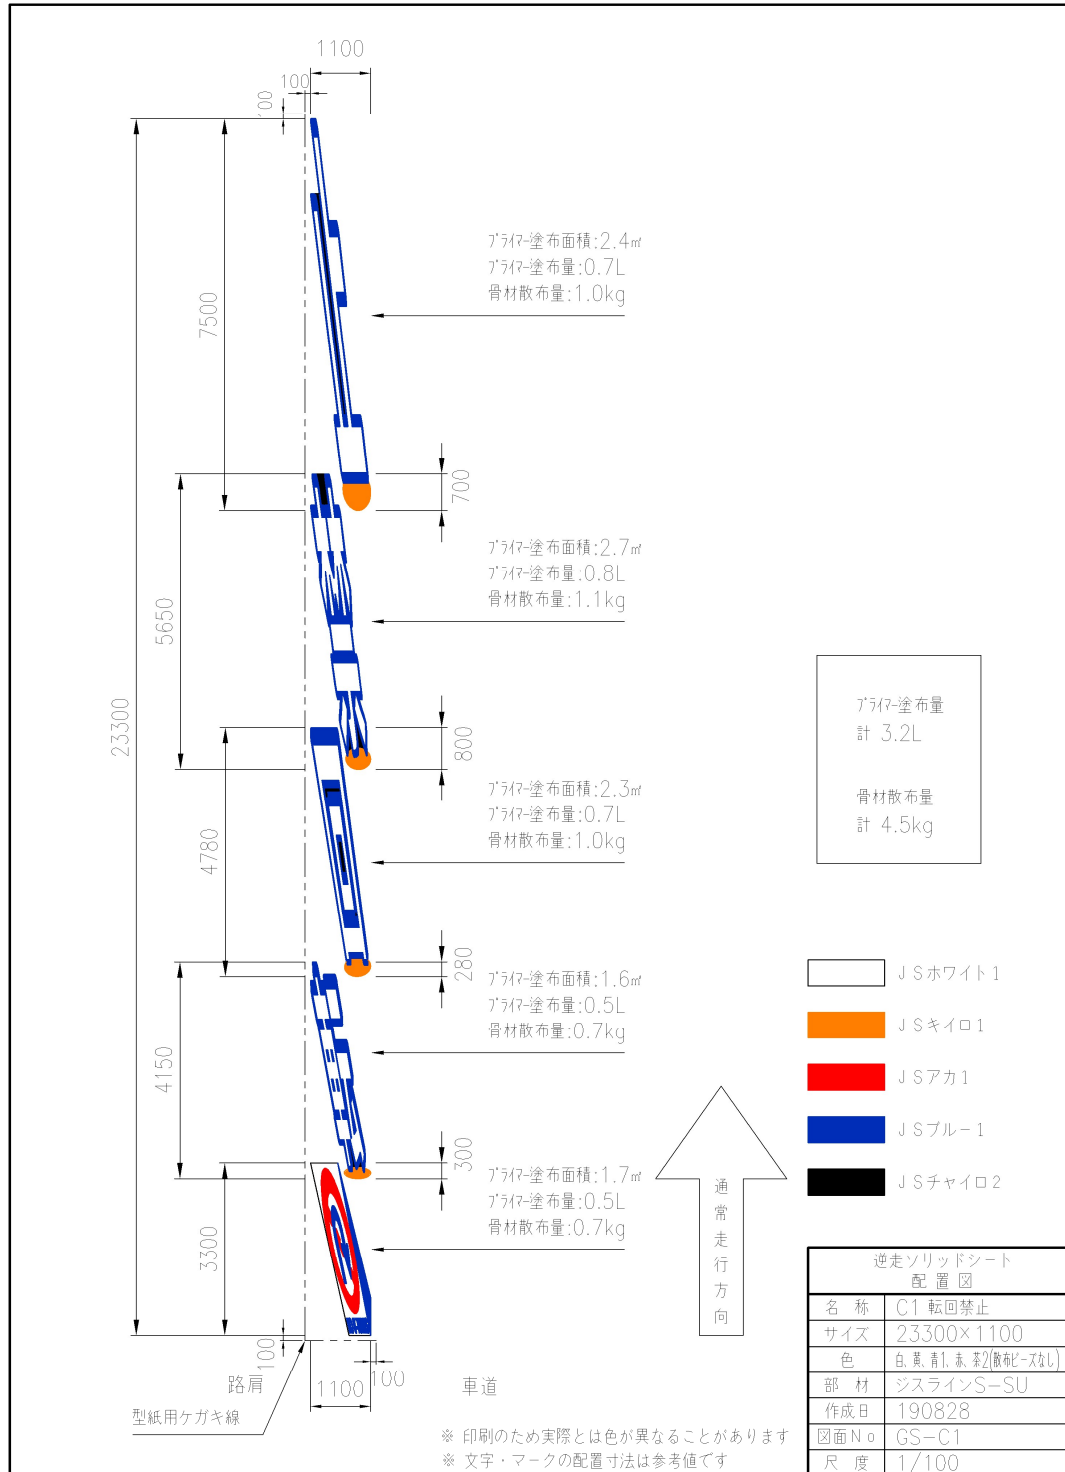 1100
100
100
7500
プライマー塗布面積:2.4㎡
プライマー塗布量:0.7L
骨材散布量:1.0kg
700
5650
プライマー塗布面積:2.7㎡
プライマー塗布量:0.8L
骨材散布量:1.1kg
23300
800
プライマー塗布量
計 3.2L
骨材散布量
計 4.5kg
4780
プライマー塗布面積:2.3㎡
プライマー塗布量:0.7L
骨材散布量:1.0kg
280
4150
プライマー塗布面積:1.6㎡
プライマー塗布量:0.5L
骨材散布量:0.7kg
300
JSホワイト1
JSキイロ1
JSアカ1
JSブルー1
JSチャイロ2
3300
プライマー塗布面積:1.7㎡
プライマー塗布量:0.5L
骨材散布量:0.7kg
通常走行方向
100
100
1100
路肩
車道
型紙用ケガキ線
※ 印刷のため実際とは色が異なることがあります
※ 文字・マークの配置寸法は参考値です
逆走ソリッドシート
配置図
名称 C1 転回禁止
サイズ 23300×1100
色 白、黄、青1、赤、茶2(散布ビーズなし)
部材 ジスラインS-SU
作成日 190828
図面No GS-C1
尺度 1/100